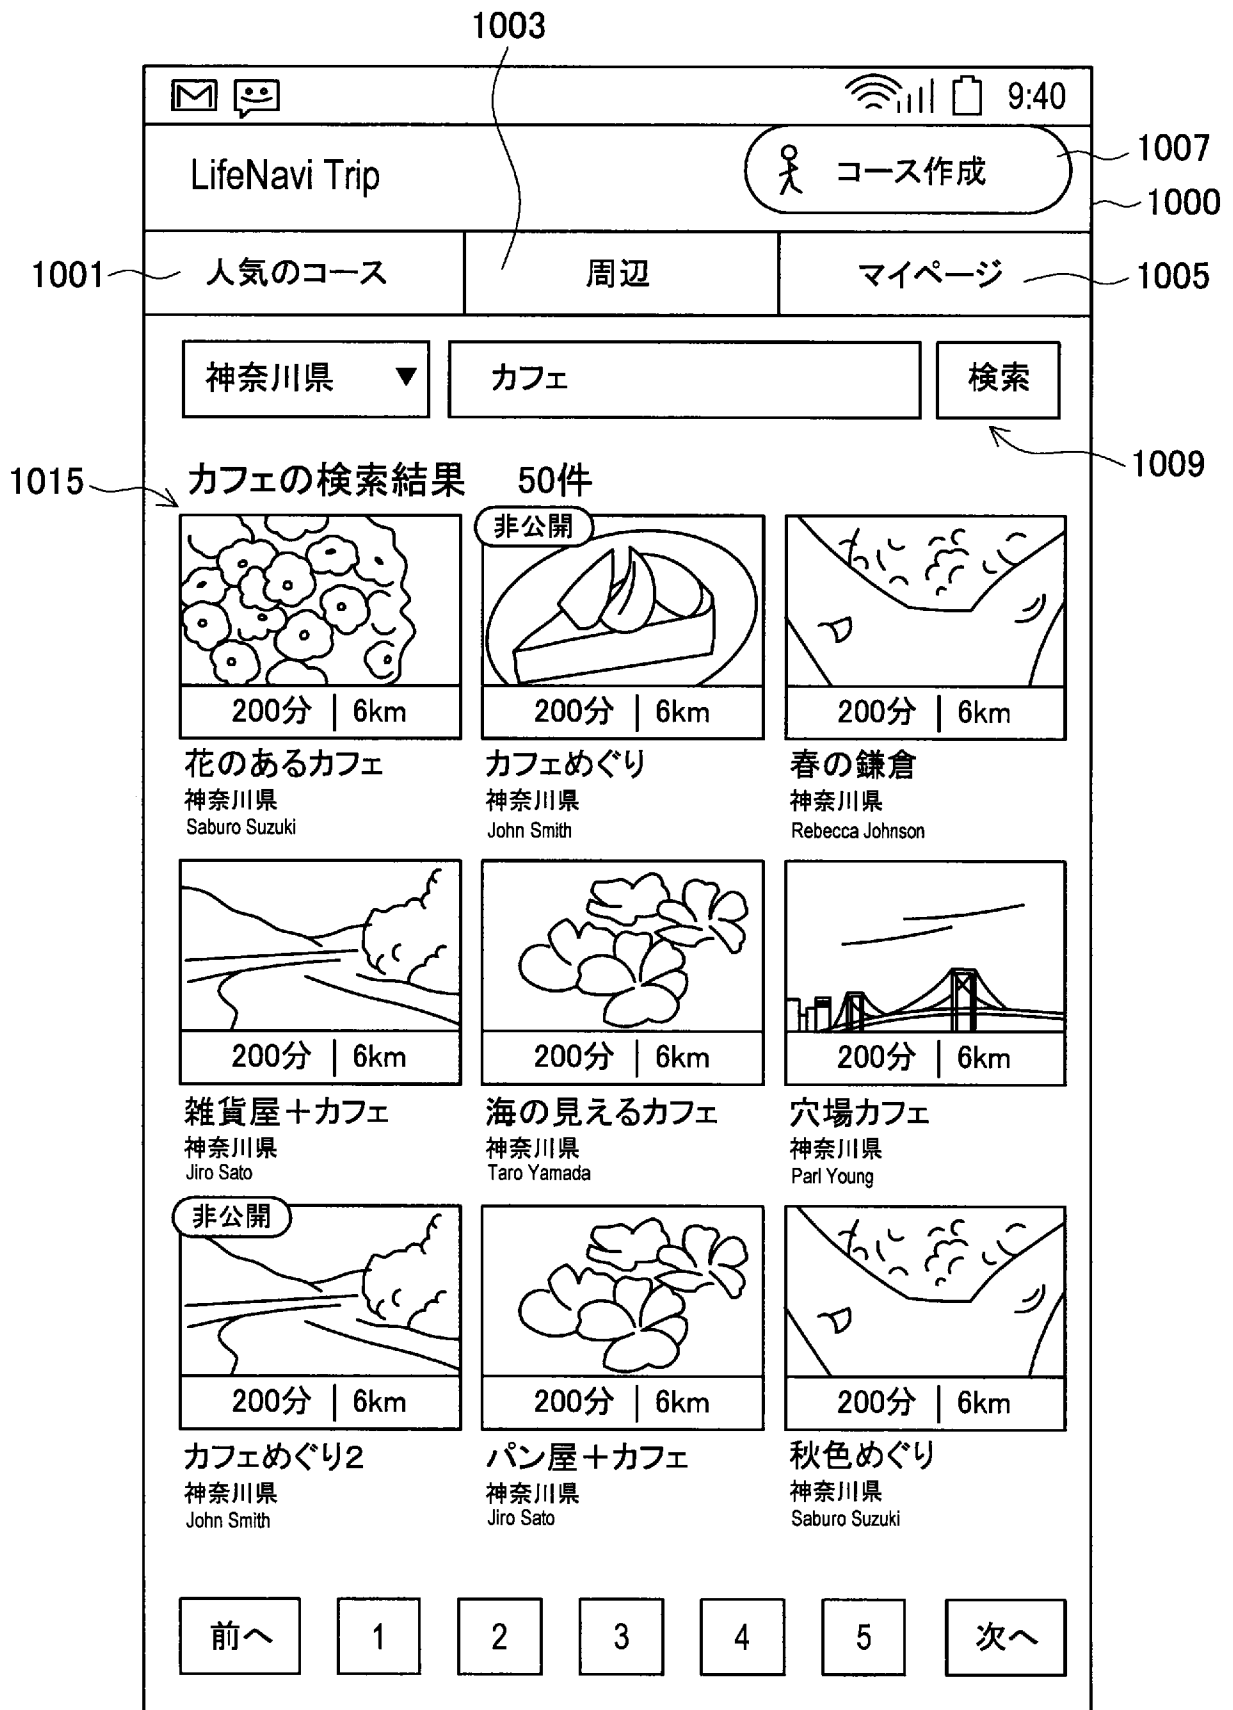 1003
9:40
LifeNavi Trip
コース作成
1007
1000
1001
人気のコース
周辺
マイページ
1005
神奈川県 ▼
カフェ
検索
1009
1015
カフェの検索結果 50件
非公開
200分 | 6km
200分 | 6km
200分 | 6km
花のあるカフェ
神奈川県
Saburo Suzuki
カフェめぐり
神奈川県
John Smith
春の鎌倉
神奈川県
Rebecca Johnson
200分 | 6km
200分 | 6km
200分 | 6km
雑貨屋+カフェ
神奈川県
Jiro Sato
海の見えるカフェ
神奈川県
Taro Yamada
穴場カフェ
神奈川県
Parl Young
非公開
200分 | 6km
200分 | 6km
200分 | 6km
カフェめぐり2
神奈川県
John Smith
パン屋+カフェ
神奈川県
Jiro Sato
秋色めぐり
神奈川県
Saburo Suzuki
前へ
1
2
3
4
5
次へ